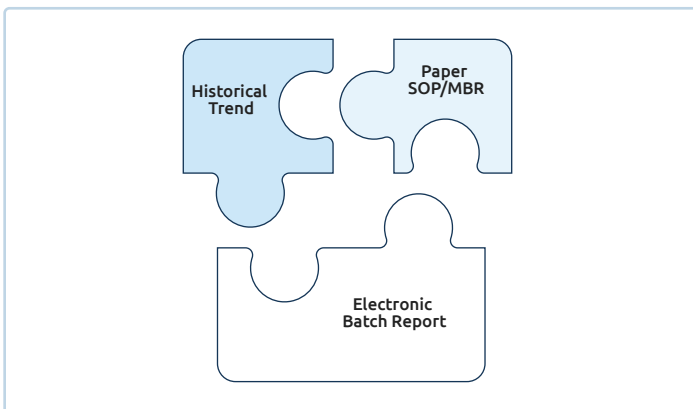 Historical
Trend
Paper
SOP/MBR
Electronic
Batch Report